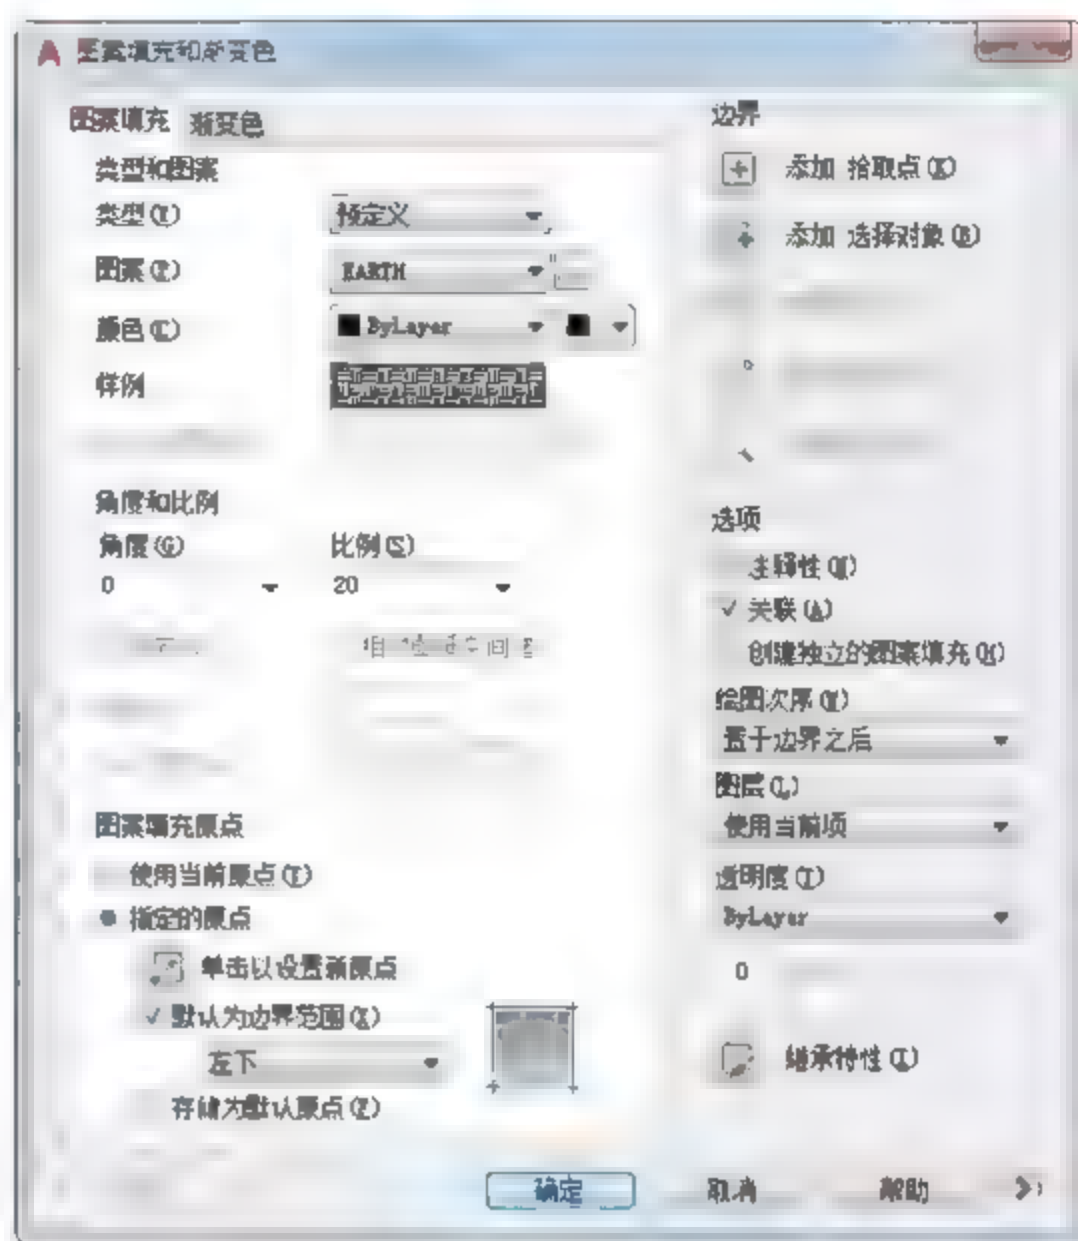 图案填充和渐变色
图案填充 渐变色
类型和图案
类型(Y)
预定义
图案(P)
EARTH
颜色(C)
ByLayer
样例
角度和比例
角度(G)
比例(S)
0
20
图案填充原点
使用当前原点(T)
指定的原点
单击以设置新原点
默认为边界范围(X)
左下
存储为默认原点(F)
边界
添加 拾取点(K)
添加 选择对象(B)
选项
注释性(N)
关联(A)
创建独立的图案填充(H)
绘图次序(W)
置于边界之后
图层(L)
使用当前项
透明度(T)
ByLayer
0
继承特性(I)
确定
取消
帮助